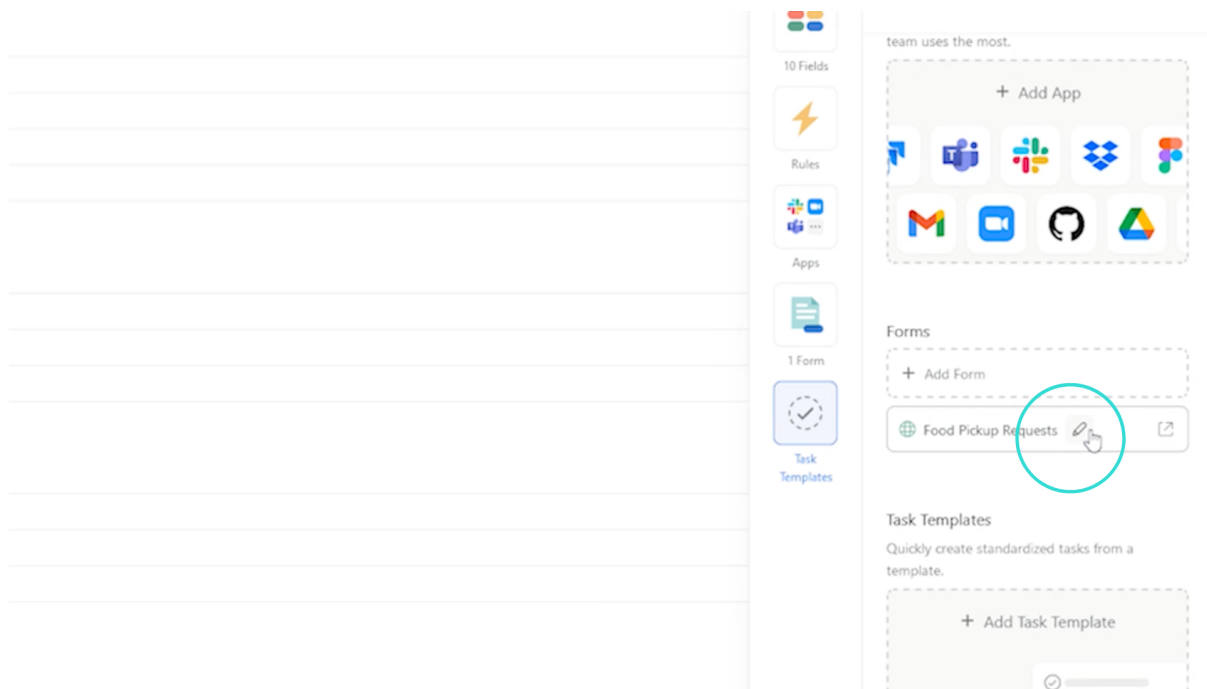 10 Fields
Rules
Apps
1 Form
Task
Templates
team uses the most.
+ Add App
Forms
+ Add Form
Food Pickup Requests
Task Templates
Quickly create standardized tasks from a
template.
+ Add Task Template